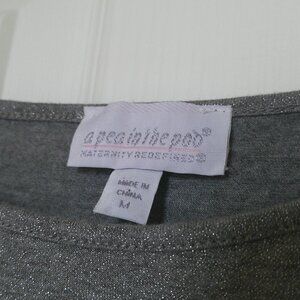 a pea in the pod®
MATERNITY REDEFINED®
MADE IN
CHINA
M